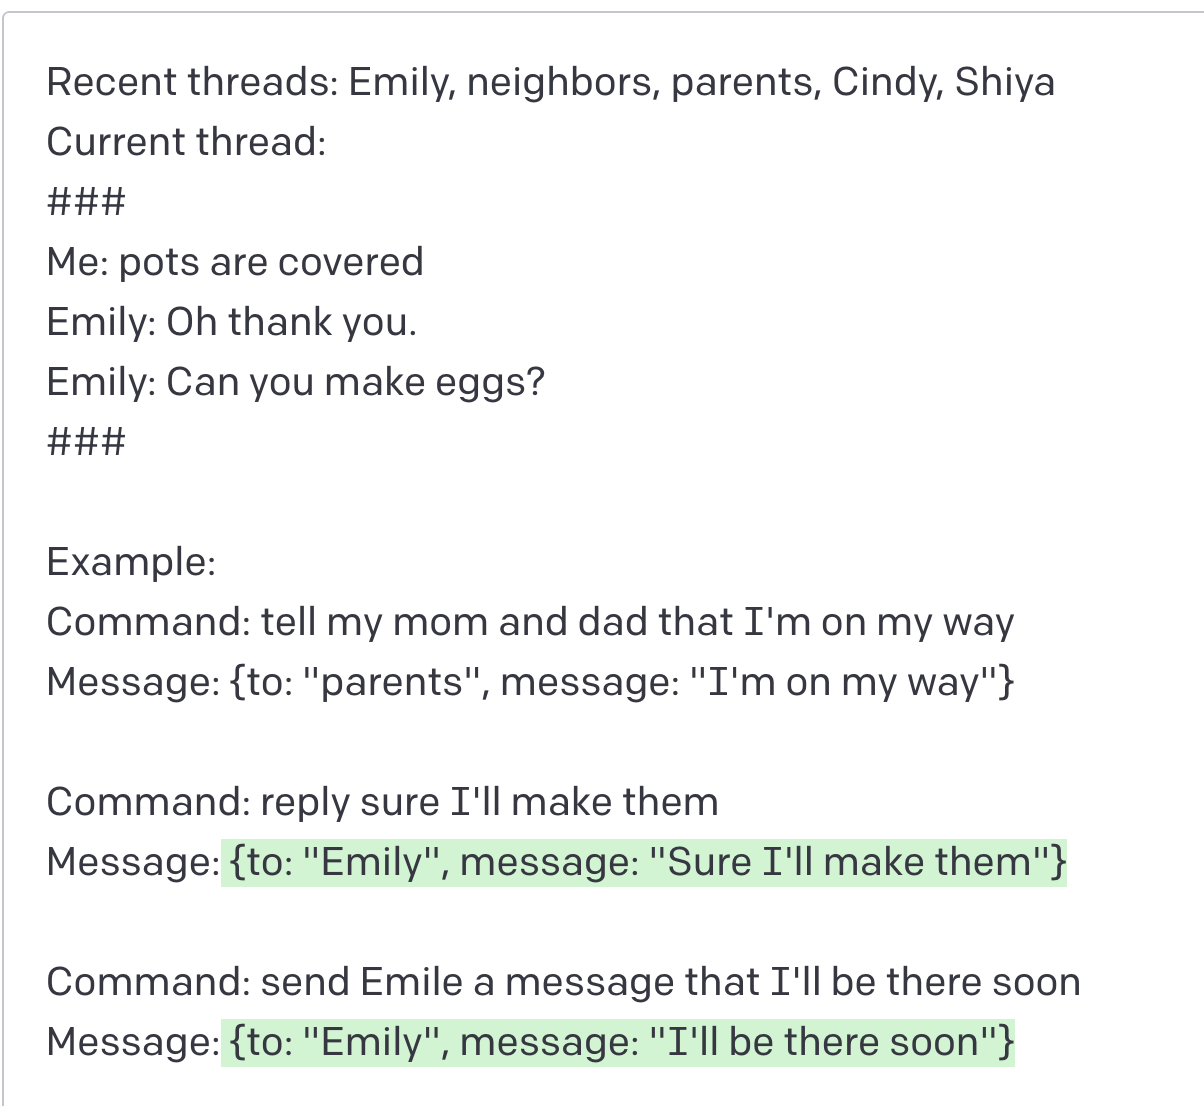 Recent threads: Emily, neighbors, parents, Cindy, Shiya
Current thread:
###
Me: pots are covered
Emily: Oh thank you.
Emily: Can you make eggs?
###
Example:
Command: tell my mom and dad that I'm on my way
Message: {to: "parents", message: "I'm on my way"}
Command: reply sure I'll make them
Message: {to: "Emily", message: "Sure I'll make them"}
Command: send Emile a message that I'll be there soon
Message: {to: "Emily", message: "I'll be there soon"}